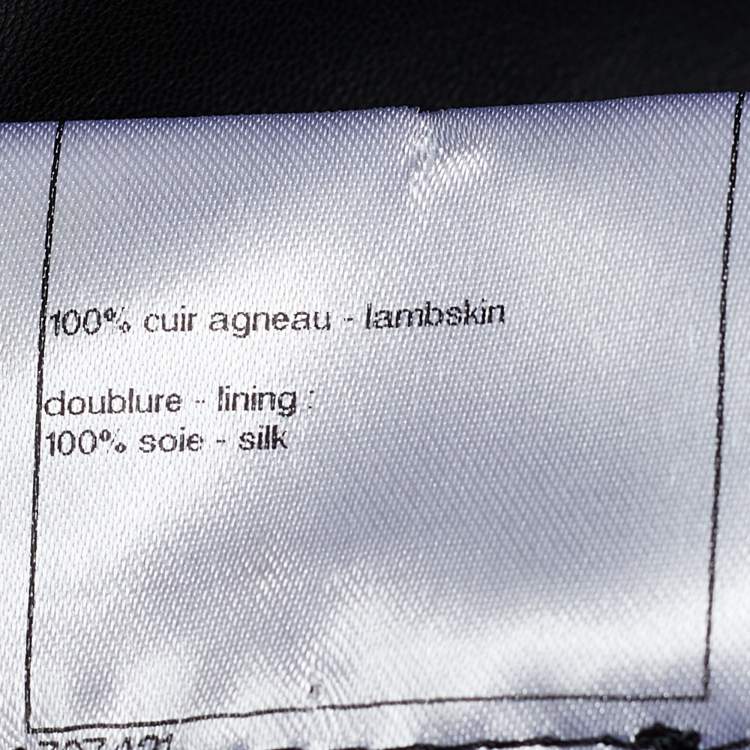 100% cuir agneau - lambskin
doublure - lining :
100% soie - silk